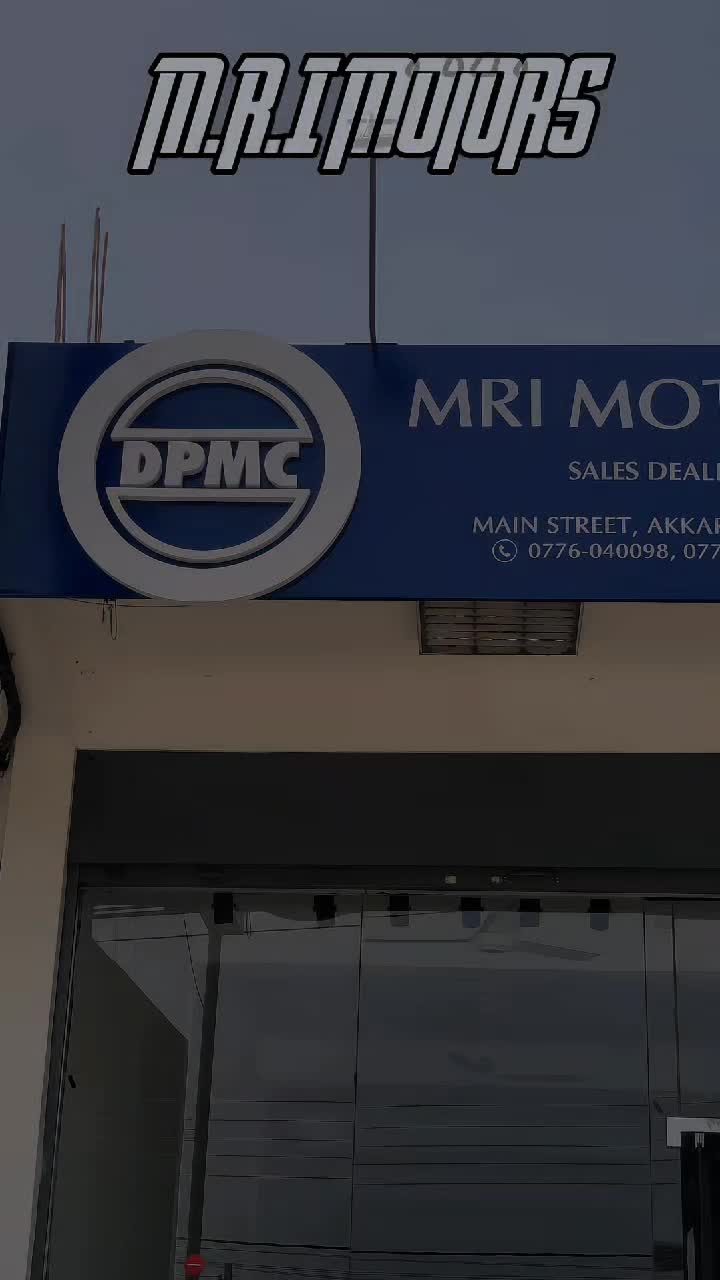 M.R.I MOTORS
DPMC
MRI MOT
SALES DEAL
MAIN STREET, AKKAR
0776-040098, 077